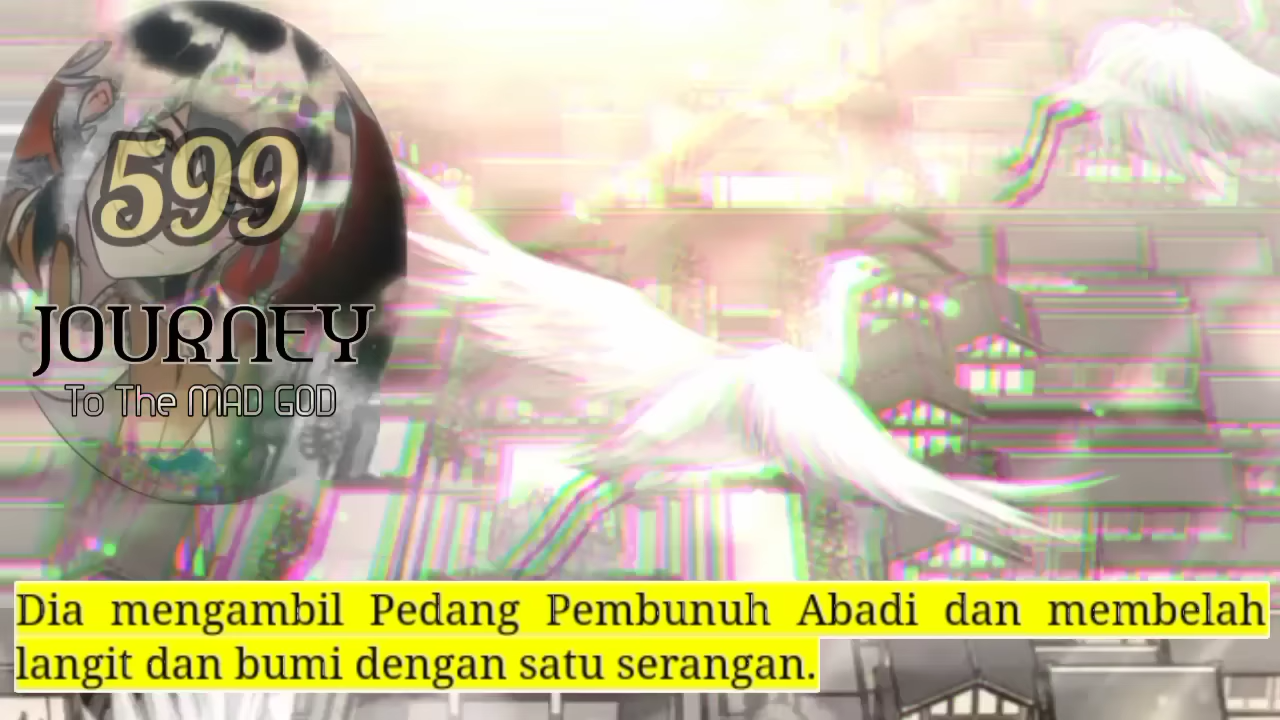 599
JOURNEY
To The MAD GOD
Dia mengambil Pedang Pembunuh Abadi dan membelah
langit dan bumi dengan satu serangan.